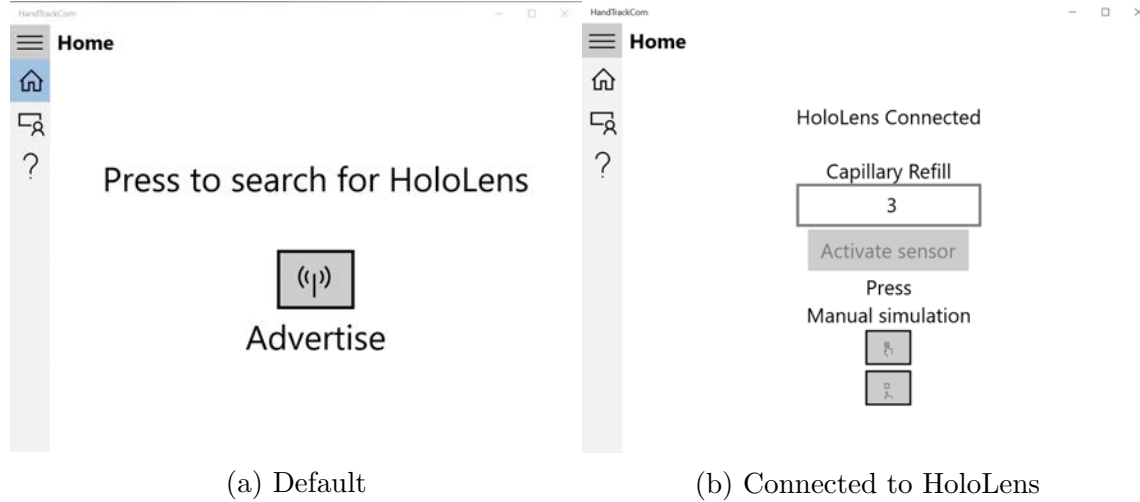 HandTrackCom
Home
Press to search for HoloLens
Advertise
(a) Default
HandTrackCom
Home
HoloLens Connected
Capillary Refill
3
Activate sensor
Press
Manual simulation
(b) Connected to HoloLens